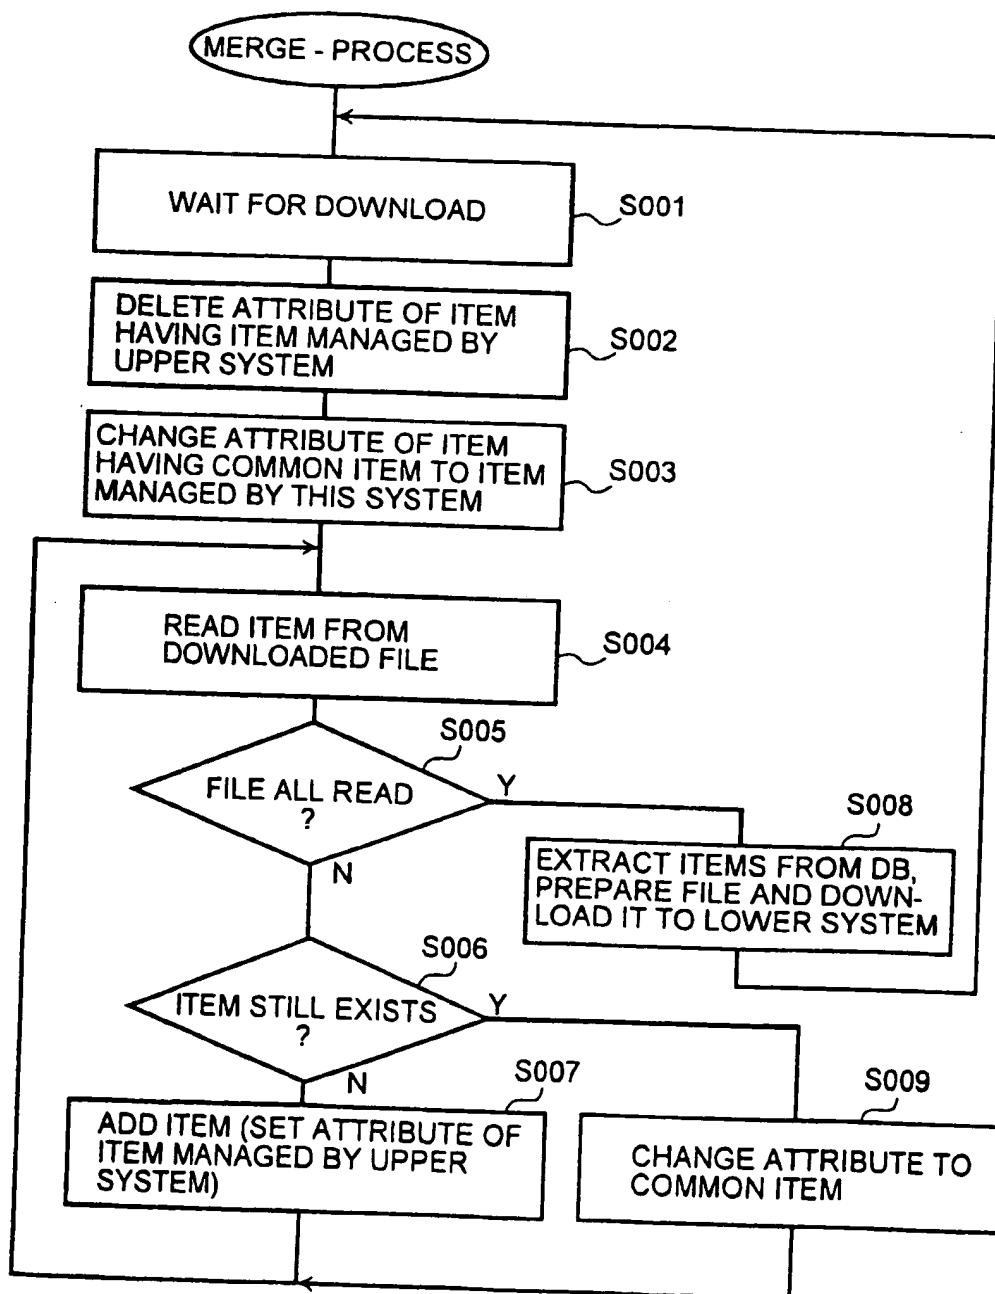 MERGE - PROCESS
WAIT FOR DOWNLOAD
S001
DELETE ATTRIBUTE OF ITEM
HAVING ITEM MANAGED BY
UPPER SYSTEM
S002
CHANGE ATTRIBUTE OF ITEM
HAVING COMMON ITEM TO ITEM
MANAGED BY THIS SYSTEM
S003
READ ITEM FROM
DOWNLOADED FILE
S004
S005
FILE ALL READ
?
Y
N
S008
EXTRACT ITEMS FROM DB,
PREPARE FILE AND DOWN-
LOAD IT TO LOWER SYSTEM
S006
ITEM STILL EXISTS
?
Y
N
S007
ADD ITEM (SET ATTRIBUTE OF
ITEM MANAGED BY UPPER
SYSTEM)
S009
CHANGE ATTRIBUTE TO
COMMON ITEM